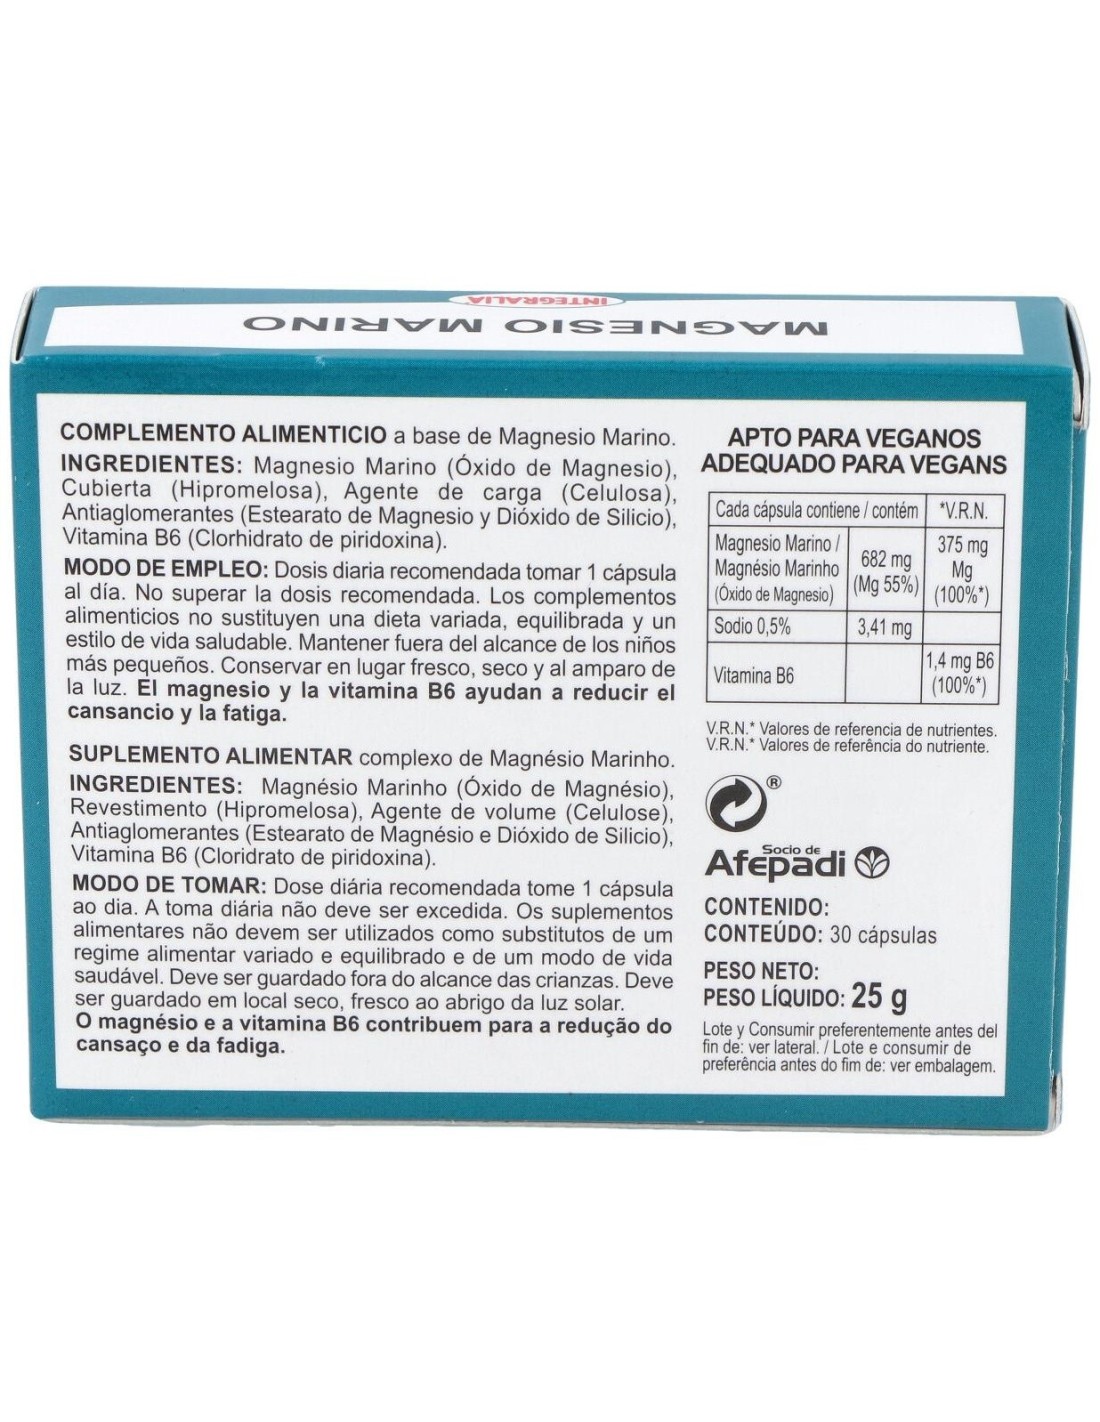 INTEGRALIA
MAGNESIO MARINO
COMPLEMENTO ALIMENTICIO a base de Magnesio Marino.
INGREDIENTES: Magnesio Marino (Óxido de Magnesio),
Cubierta (Hipromelosa), Agente de carga (Celulosa),
Antiaglomerantes (Estearato de Magnesio y Dióxido de Silicio),
Vitamina B6 (Clorhidrato de piridoxina).
MODO DE EMPLEO: Dosis diaria recomendada tomar 1 cápsula
al día. No superar la dosis recomendada. Los complementos
alimenticios no sustituyen una dieta variada, equilibrada y un
estilo de vida saludable. Mantener fuera del alcance de los niños
más pequeños. Conservar en lugar fresco, seco y al amparo de
la luz. El magnesio y la vitamina B6 ayudan a reducir el
cansancio y la fatiga.
SUPLEMENTO ALIMENTAR complexo de Magnésio Marinho.
INGREDIENTES: Magnésio Marinho (Óxido de Magnésio),
Revestimento (Hipromelosa), Agente de volume (Celulose),
Antiaglomerantes (Estearato de Magnésio e Dióxido de Silicio),
Vitamina B6 (Cloridrato de piridoxina).
MODO DE TOMAR: Dose diária recomendada tome 1 cápsula
ao dia. A toma diária não deve ser excedida. Os suplementos
alimentares não devem ser utilizados como substitutos de um
regime alimentar variado e equilibrado e de um modo de vida
saudável. Deve ser guardado fora do alcance das crianzas. Deve
ser guardado em local seco, fresco ao abrigo da luz solar.
O magnésio e a vitamina B6 contribuem para a redução do
cansaço e da fadiga.
APTO PARA VEGANOS
ADEQUADO PARA VEGANS
Cada cápsula contiene / contém *V.R.N.
Magnesio Marino / 682 mg 375 mg
Magnésio Marinho (Mg 55%) Mg
(Óxido de Magnesio) (100%*)
Sodio 0,5% 3,41 mg
Vitamina B6 1,4 mg B6
(100%*)
V.R.N.* Valores de referencia de nutrientes.
V.R.N.* Valores de referência do nutriente.
®
Socio de
Afepadi
CONTENIDO:
CONTEÚDO: 30 cápsulas
PESO NETO:
PESO LÍQUIDO: 25 g
Lote y Consumir preferentemente antes del
fin de: ver lateral. / Lote e consumir de
preferência antes do fim de: ver embalagem.